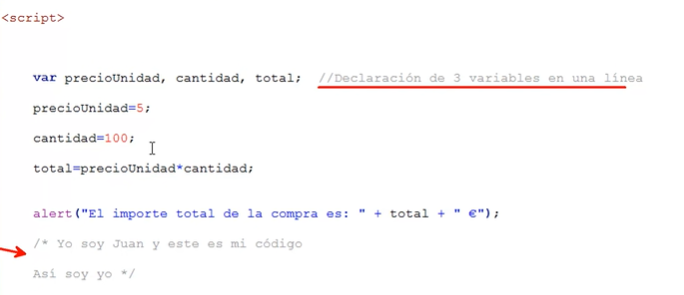 <script>
var precioUnidad, cantidad, total; //Declaración de 3 variables en una línea
precioUnidad=5;
cantidad=100;
total=precioUnidad*cantidad;
alert("El importe total de la compra es: " + total + " €");
/* Yo soy Juan y este es mi código
Así soy yo */